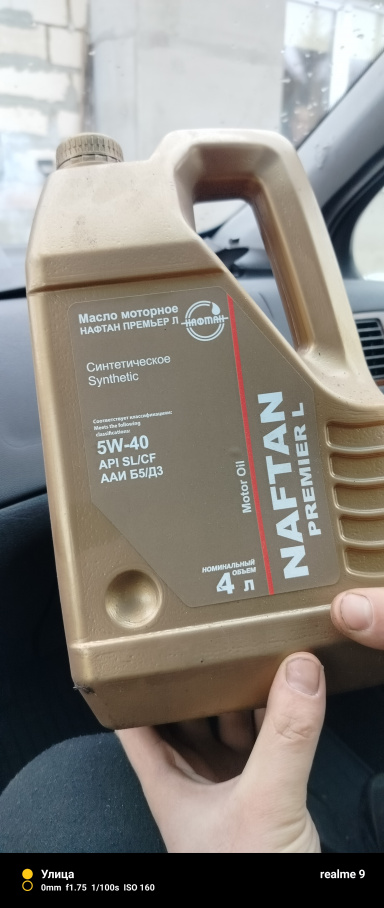 Масло моторное
НАФТАН ПРЕМЬЕР Л
НАФТАН
Синтетическое
Synthetic
Соответствует классификациям:
Meets the following
classifications:
5W-40
API SL/CF
ААИ Б5/Д3
Motor Oil
NAFTAN
PREMIER L
НОМИНАЛЬНЫЙ
ОБЪЕМ
4 л
Улица
0mm f1.75 1/100s ISO 160
realme 9